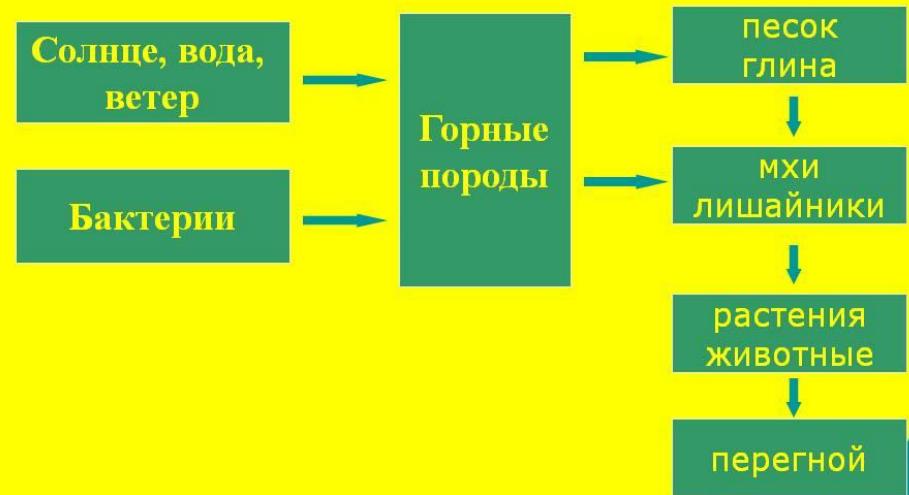 Солнце, вода,
ветер
Бактерии
Горные
породы
песок
глина
мхи
лишайники
растения
животные
перегной